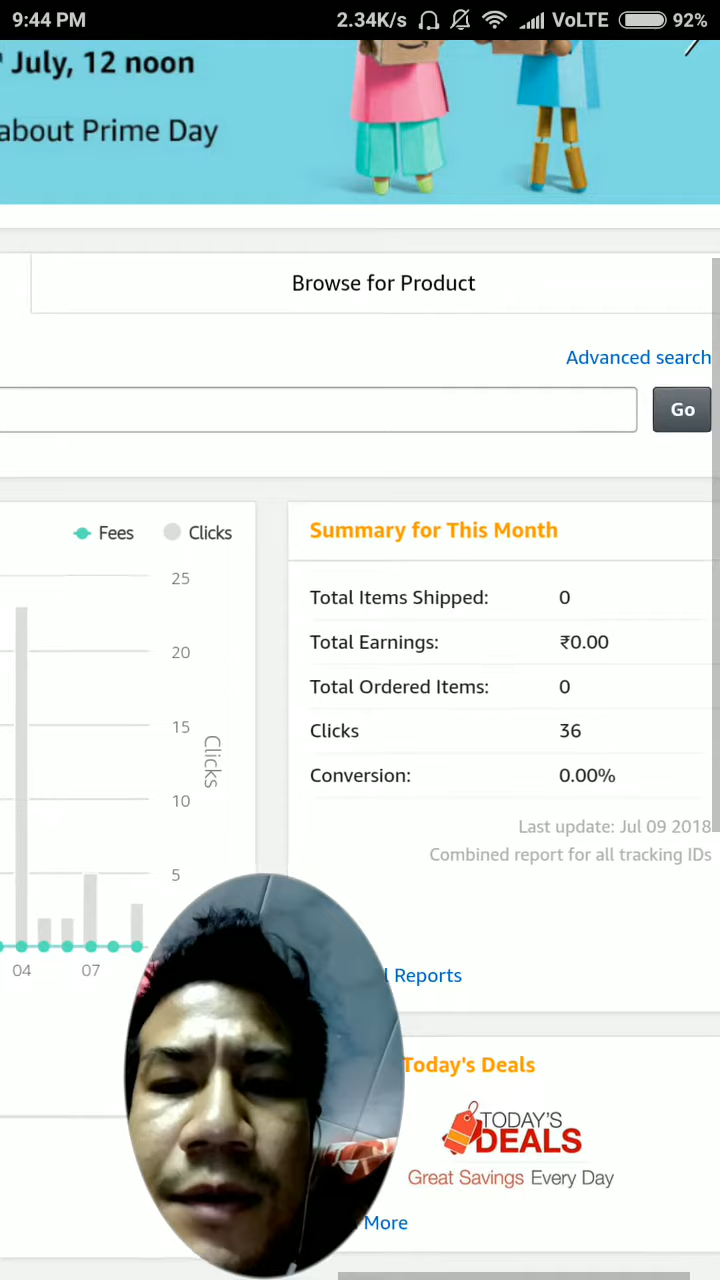 9:44 PM 2.34K/s VoLTE 92%
July, 12 noon
about Prime Day
Browse for Product
Advanced search
Go
Fees Clicks
25
20
15
10
5
Clicks
04 07
Summary for This Month
Total Items Shipped: 0
Total Earnings: ₹0.00
Total Ordered Items: 0
Clicks 36
Conversion: 0.00%
Last update: Jul 09 2018
Combined report for all tracking IDs
Reports
Today's Deals
TODAY'S
DEALS
Great Savings Every Day
More